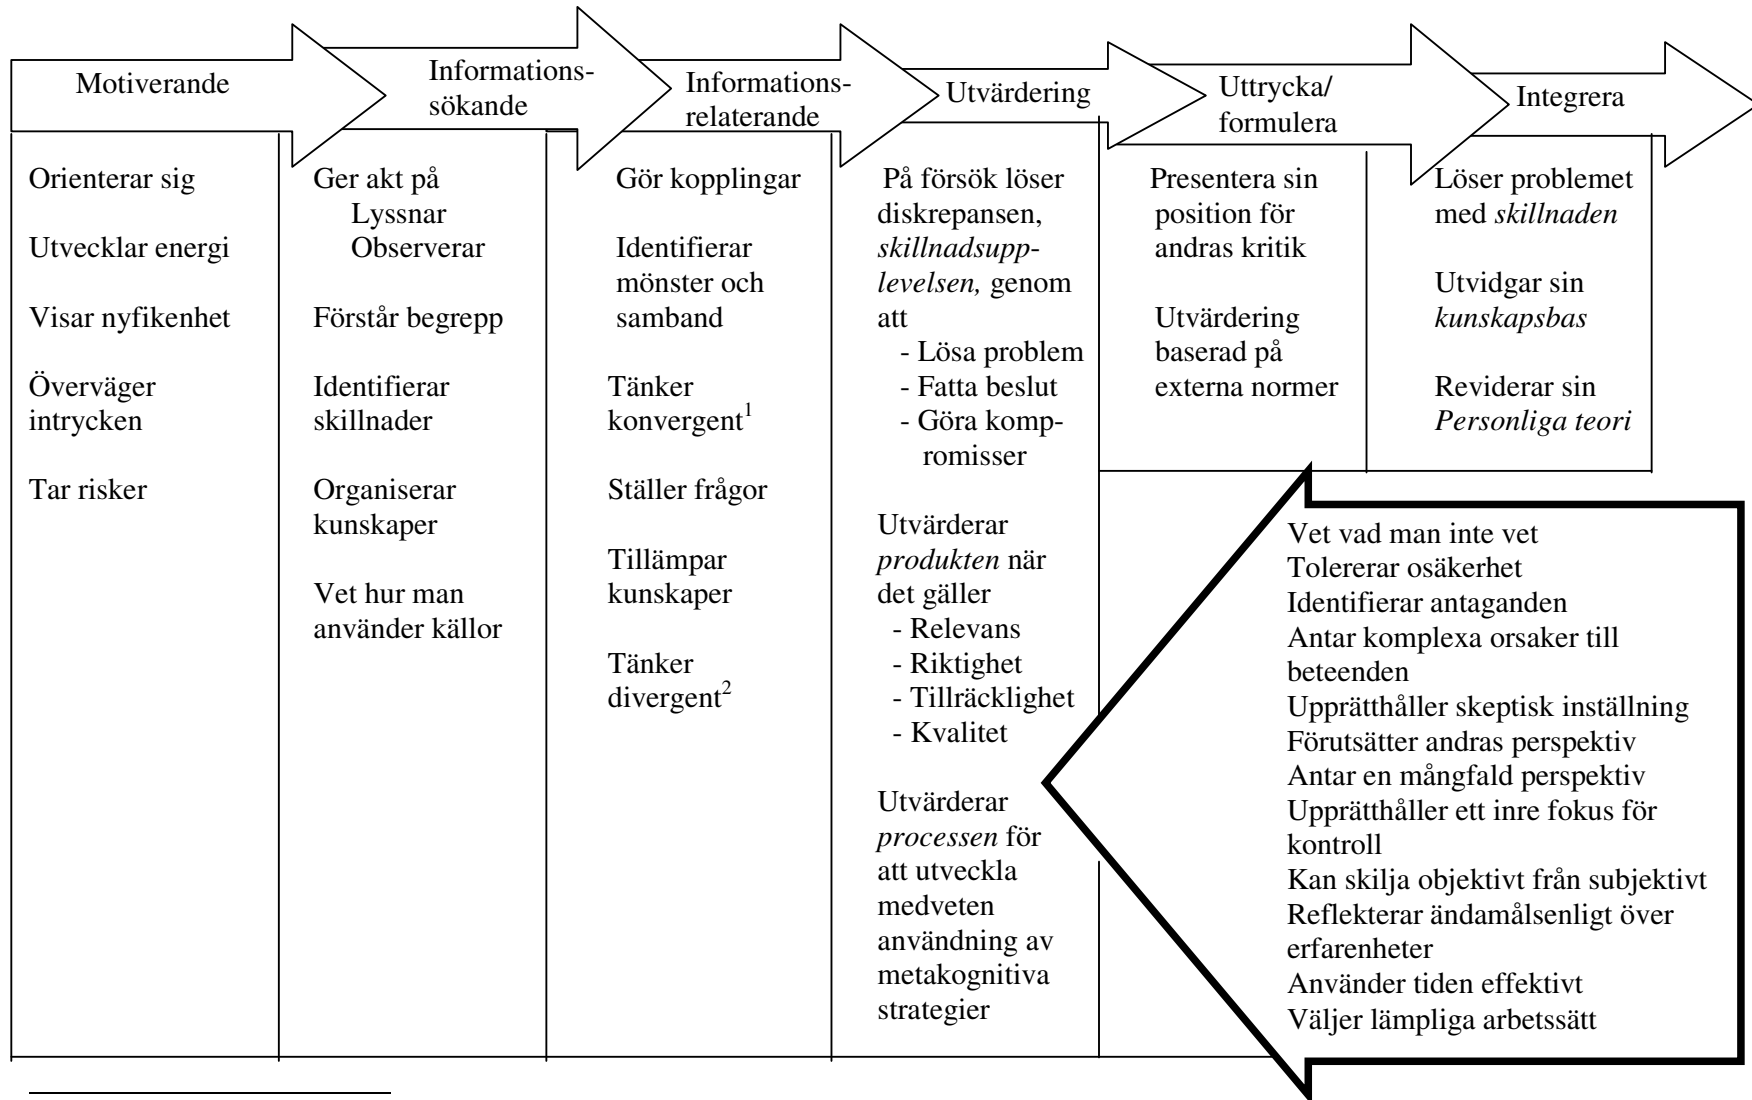 Motiverande
Informations-
sökande
Informations-
relaterande
Utvärdering
Uttrycka/
formulera
Integrera
Orienterar sig
Utvecklar energi
Visar nyfikenhet
Överväger
intrycken
Tar risker
Ger akt på
Lyssnar
Observerar
Förstår begrepp
Identifierar
skillnader
Organiserar
kunskaper
Vet hur man
använder källor
Gör kopplingar
Identifierar
mönster och
samband
Tänker
konvergent1
Ställer frågor
Tillämpar
kunskaper
Tänker
divergent2
På försök löser
diskrepansen,
skillnadsupp-
levelsen, genom
att
- Lösa problem
- Fatta beslut
- Göra komp-
romisser
Utvärderar
produkten när
det gäller
- Relevans
- Riktighet
- Tillräcklighet
- Kvalitet
Utvärderar
processen för
att utveckla
medveten
användning av
metakognitiva
strategier
Presentera sin
position för
andras kritik
Utvärdering
baserad på
externa normer
Löser problemet
med skillnaden
Utvidgar sin
kunskapsbas
Reviderar sin
Personliga teori
Vet vad man inte vet
Tolererar osäkerhet
Identifierar antaganden
Antar komplexa orsaker till
beteenden
Upprätthåller skeptisk inställning
Förutsätter andras perspektiv
Antar en mångfald perspektiv
Upprätthåller ett inre fokus för
kontroll
Kan skilja objektivt från subjektivt
Reflekterar ändamålsenligt över
erfarenheter
Använder tiden effektivt
Väljer lämpliga arbetssätt